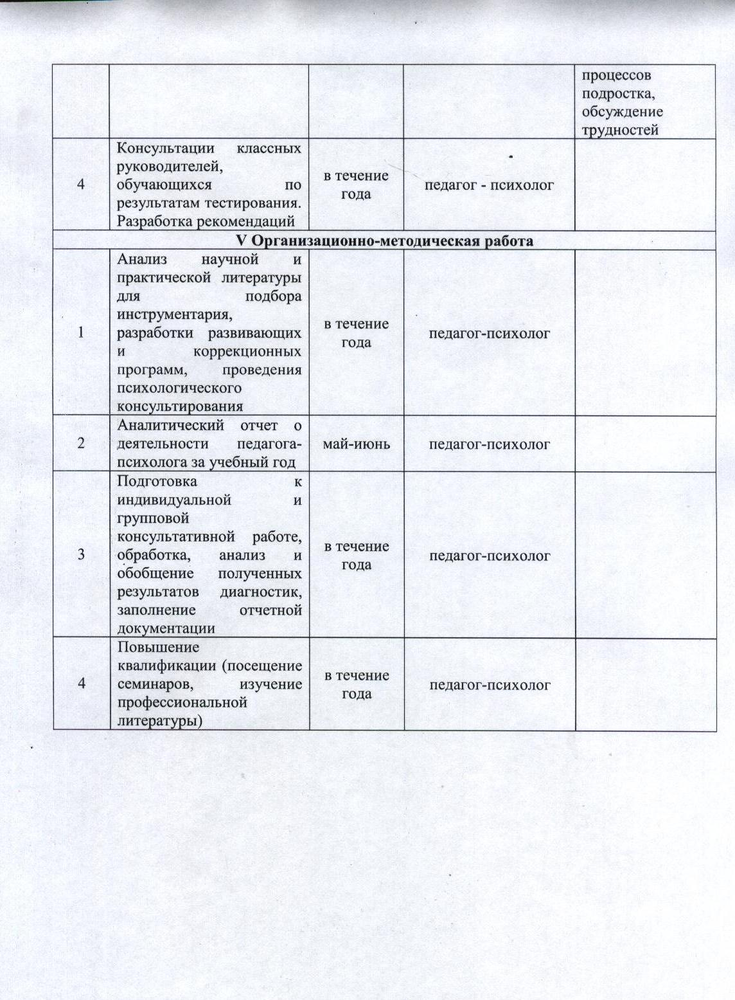 процессов
подростка,
обсуждение
трудностей
4
Консультации классных
руководителей,
обучающихся по
результатам тестирования.
Разработка рекомендаций
в течение
года
педагог - психолог
V Организационно-методическая работа
1
Анализ научной и
практической литературы
для подбора
инструментария,
разработки развивающих
и коррекционных
программ, проведения
психологического
консультирования
в течение
года
педагог-психолог
2
Аналитический отчет о
деятельности педагога-
психолога за учебный год
май-июнь
педагог-психолог
3
Подготовка к
индивидуальной и
групповой
консультативной работе,
обработка, анализ и
обобщение полученных
результатов диагностик,
заполнение отчетной
документации
в течение
года
педагог-психолог
4
Повышение
квалификации (посещение
семинаров, изучение
профессиональной
литературы)
в течение
года
педагог-психолог